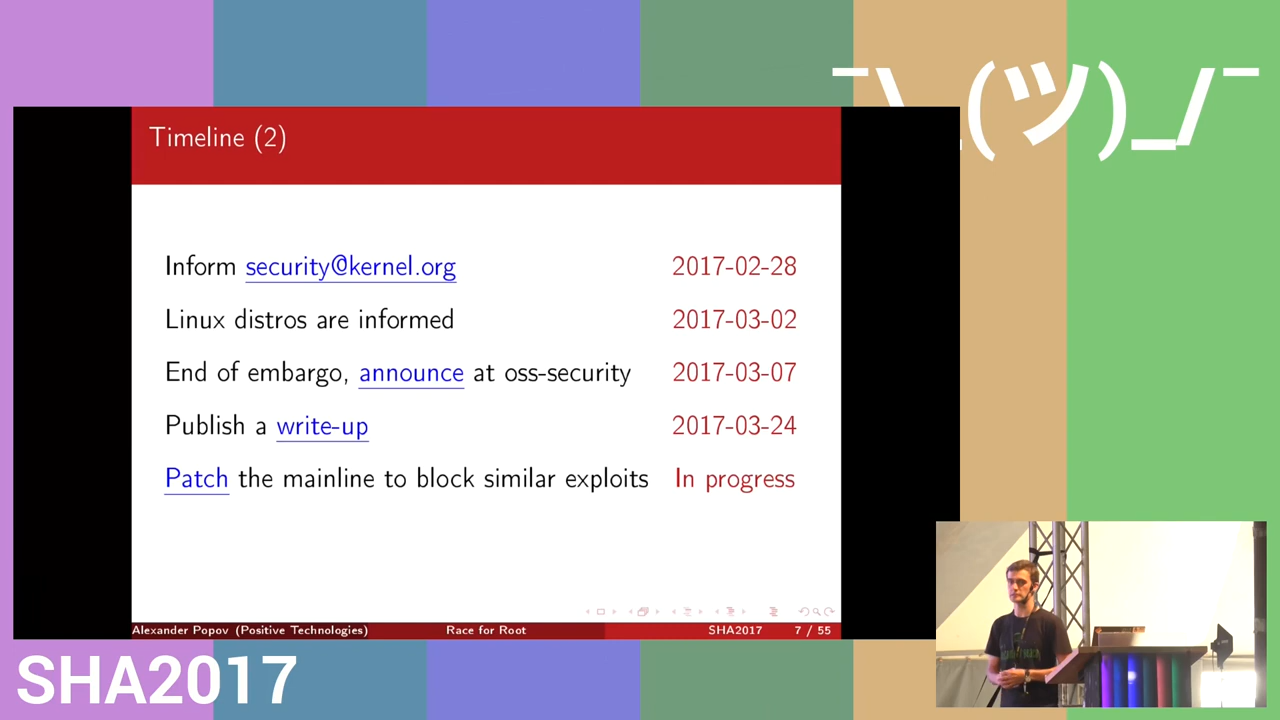 ¯\_(ツ)_/¯
Timeline (2)
Inform security@kernel.org 2017-02-28
Linux distros are informed 2017-03-02
End of embargo, announce at oss-security 2017-03-07
Publish a write-up 2017-03-24
Patch the mainline to block similar exploits In progress
Alexander Popov (Positive Technologies) Race for Root SHA2017 7 / 55
SHA2017